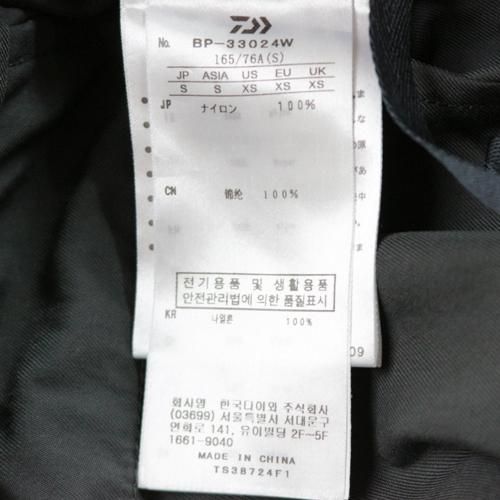 No. BP-33024W
165/76A(S)
JP ASIA US EU UK
S S XS XS XS
JP ナイロン 100%
CN 锦纶 100%
전기용품 및 생활용품
안전관리법에 의한 품질표시
KR 나일론 100%
09
회사명 한국다이와 주식회사
(03699) 서울특별시 서대문구
연희로 141, 유이빌딩 2F~5F
1661-9040
MADE IN CHINA
TS38724F1